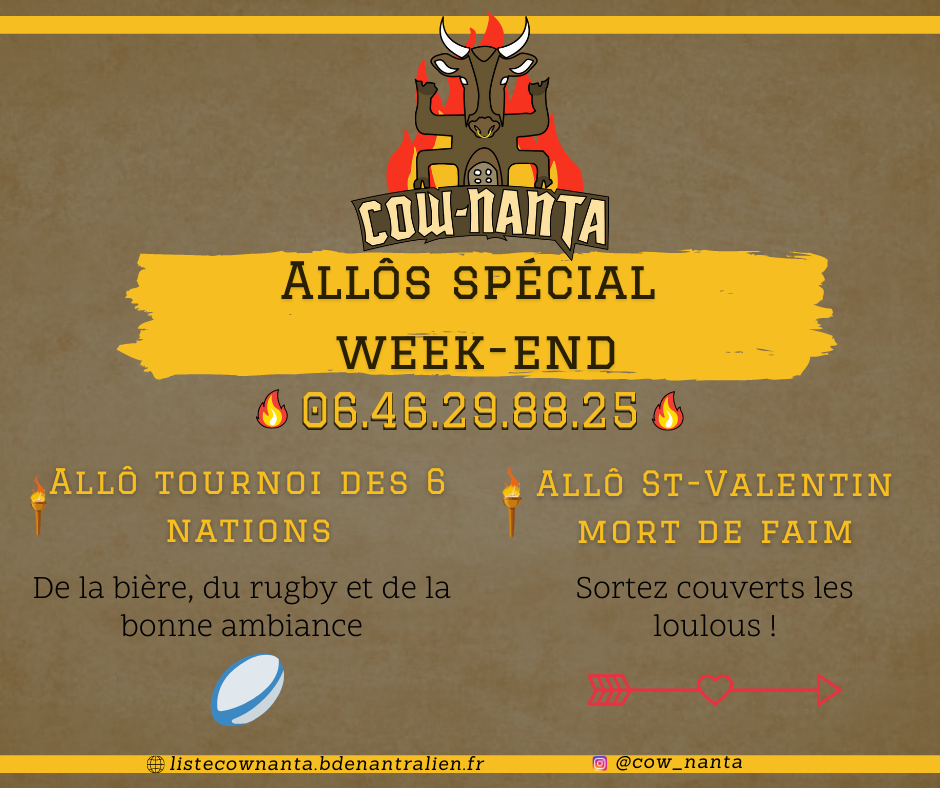 COW-NANTA
Allôs spécial
week-end
06.46.29.88.25
Allô tournoi des 6
nations
De la bière, du rugby et de la
bonne ambiance
Allô St-Valentin
mort de faim
Sortez couverts les
loulous !
listecownanta.bdenantralien.fr
@cow_nanta